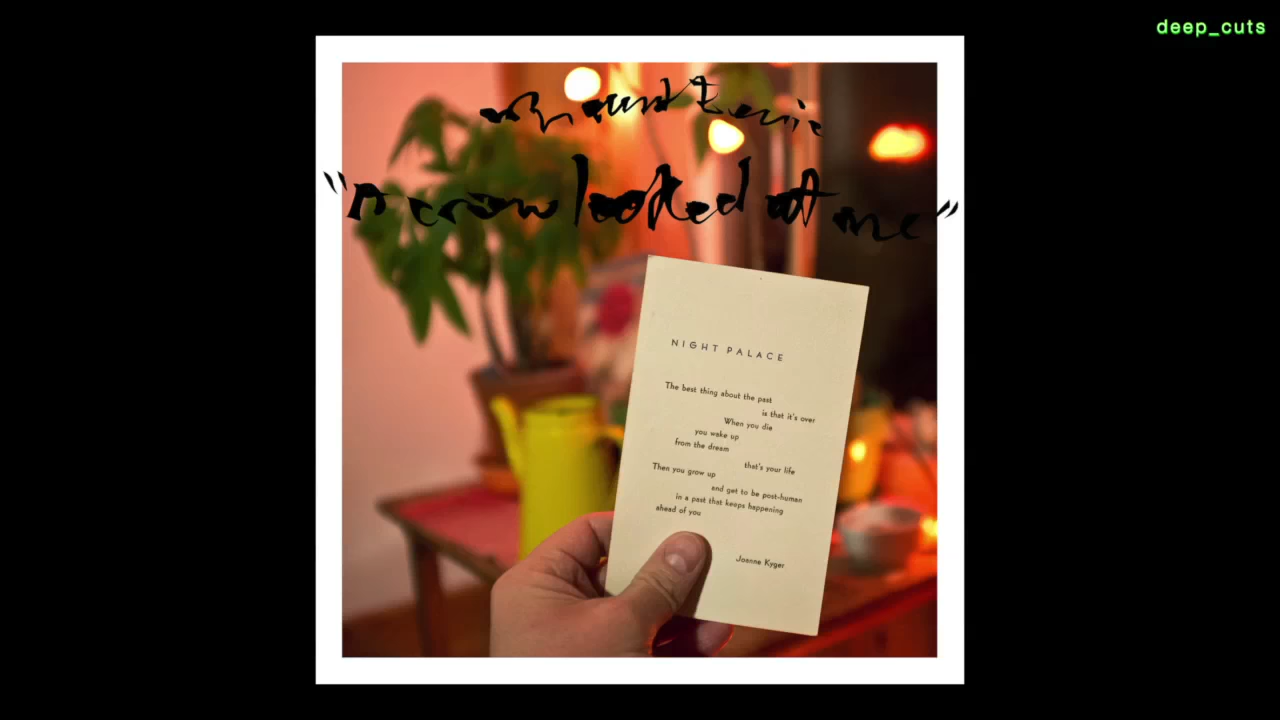 deep_cuts
mount eerie
"A crow looked at me"
NIGHT PALACE
The best thing about the past
is that it's over
When you die
you wake up
from the dream
that's your life
Then you grow up
and get to be post-human
in a past that keeps happening
ahead of you
Joanne Kyger